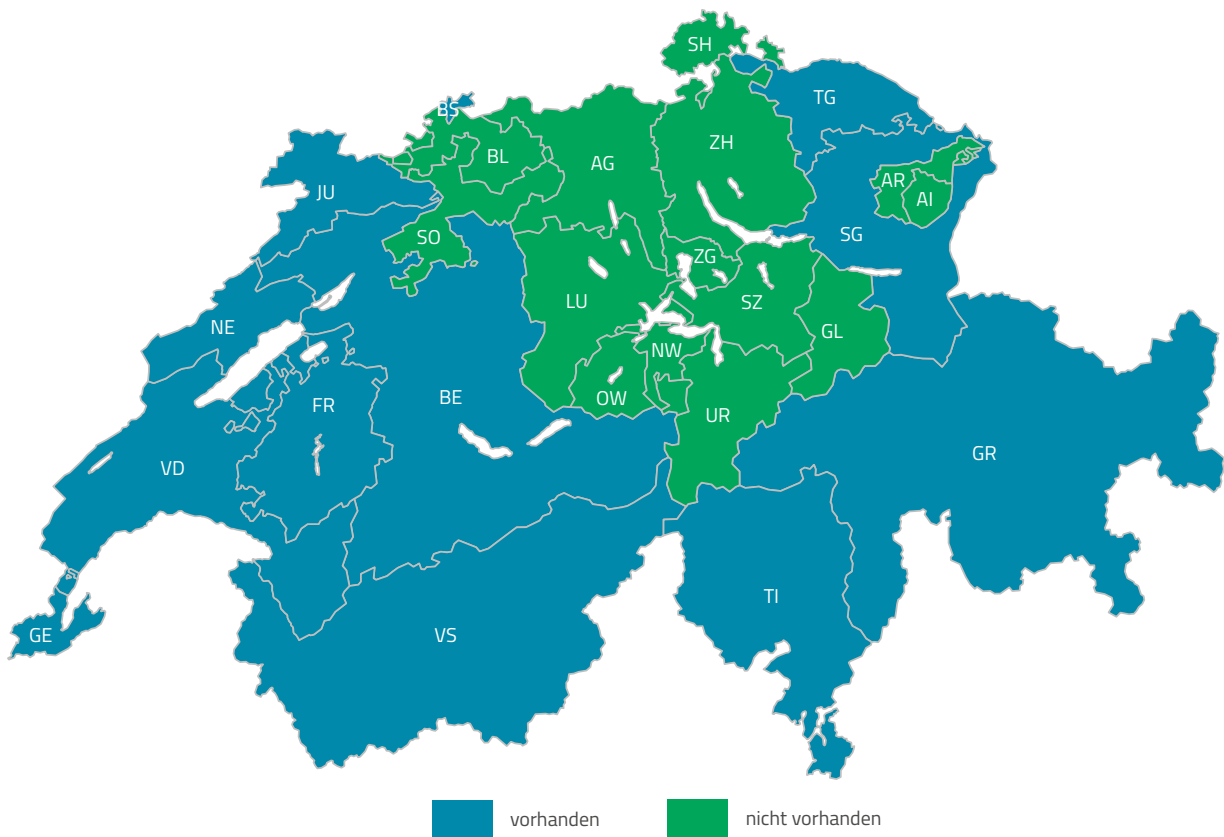 SH
TG
BS
ZH
BL
AG
AR
JU
AI
SO
SG
ZG
LU
SZ
NE
GL
NW
BE
OW
FR
UR
GR
VD
TI
GE
VS
vorhanden
nicht vorhanden